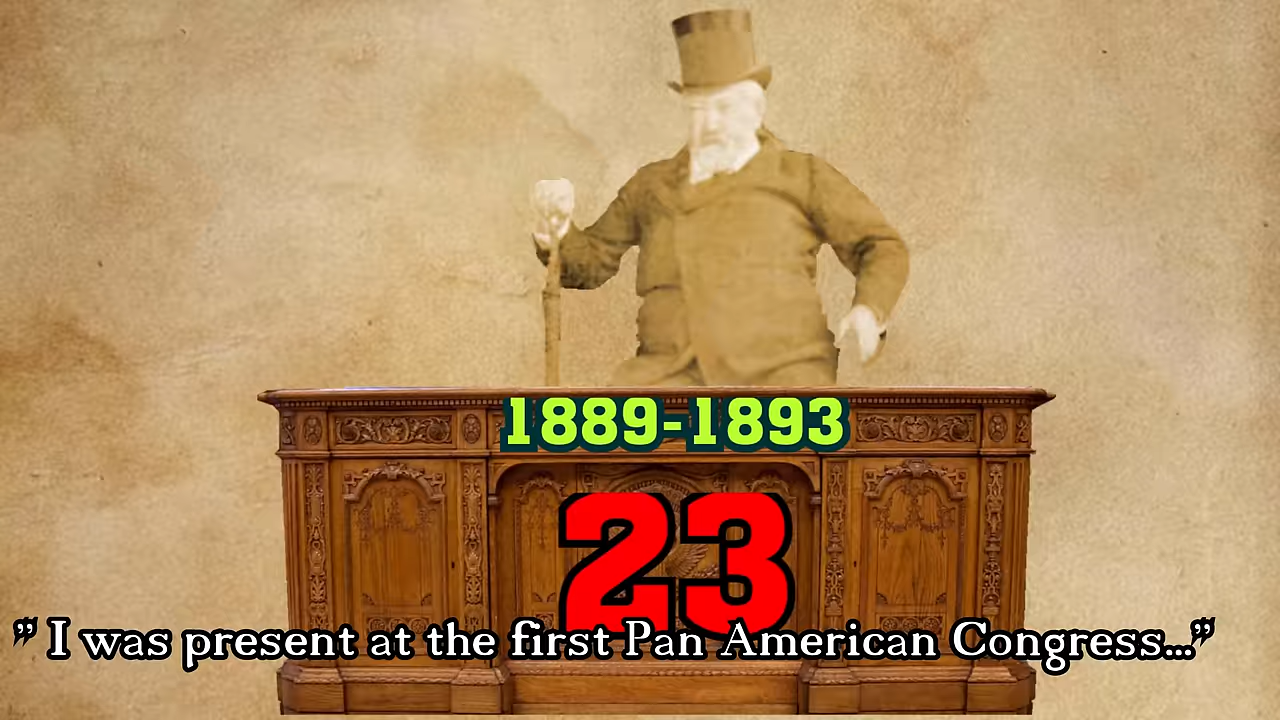 1889-1893
23
” I was present at the first Pan American Congress...”